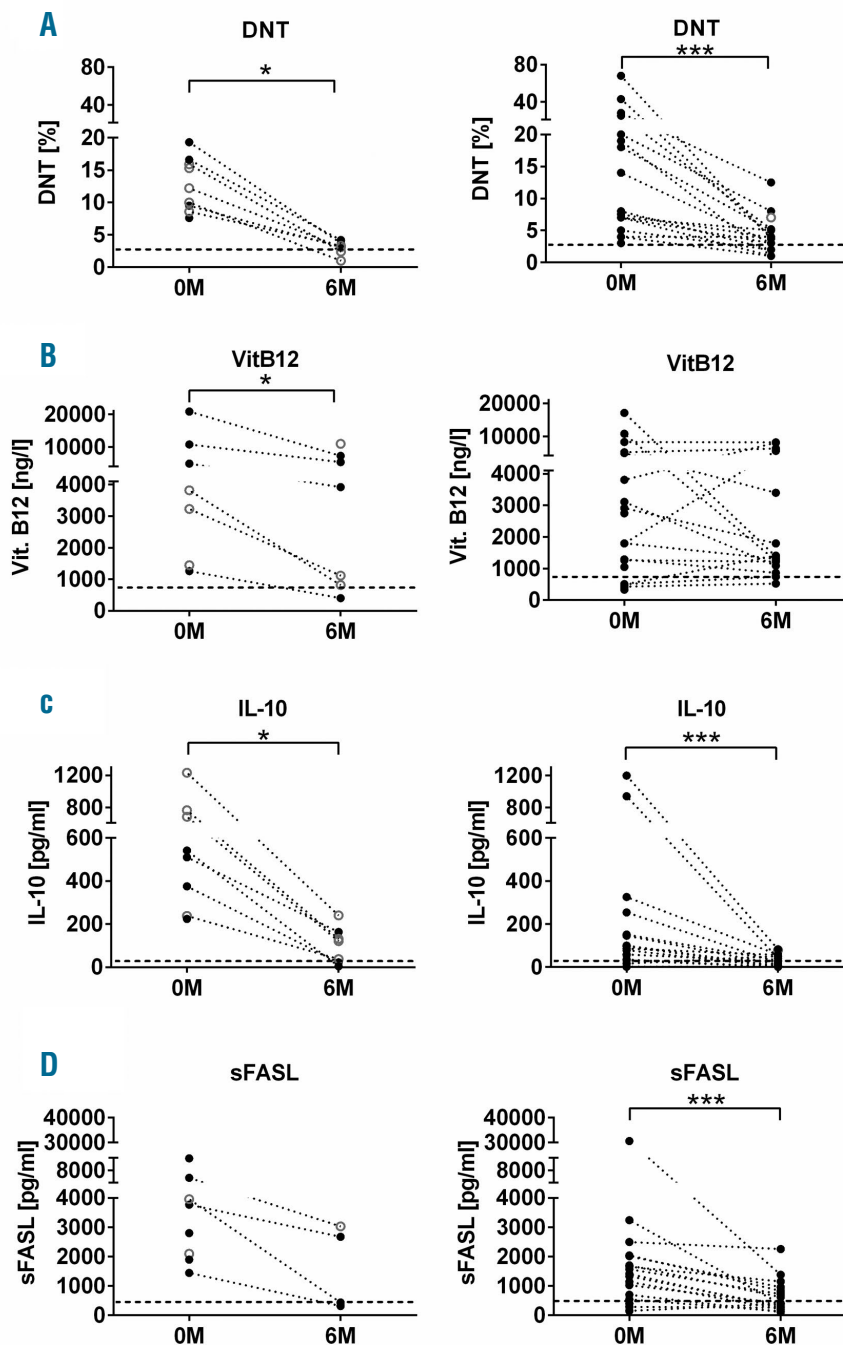 A
DNT
*
DNT [%]
80
40
20
15
10
5
0
0M
6M
DNT
***
DNT [%]
80
40
20
15
10
5
0
0M
6M
B
VitB12
*
Vit. B12 [ng/l]
20000
10000
4000
3000
2000
1000
0
0M
6M
VitB12
Vit. B12 [ng/l]
20000
10000
4000
3000
2000
1000
0
0M
6M
C
IL-10
*
IL-10 [pg/ml]
1200
800
600
400
200
0
0M
6M
IL-10
***
IL-10 [pg/ml]
1200
800
600
400
200
0
0M
6M
D
sFASL
sFASL [pg/ml]
40000
30000
8000
4000
3000
2000
1000
0
0M
6M
sFASL
***
sFASL [pg/ml]
40000
30000
8000
4000
3000
2000
1000
0
0M
6M